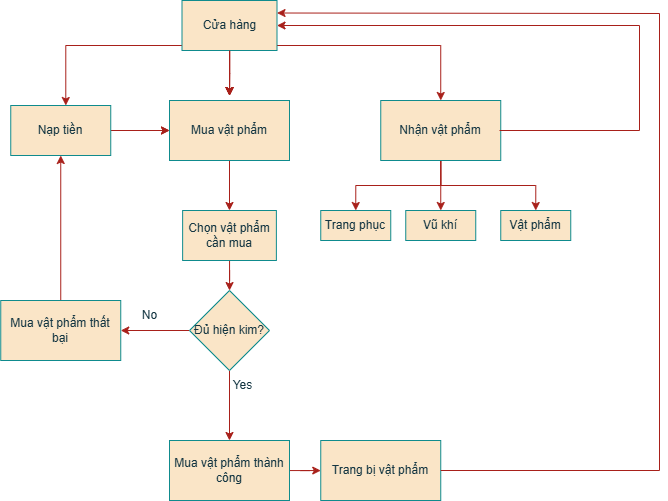 Cửa hàng
Nạp tiền
Mua vật phẩm
Nhận vật phẩm
Chọn vật phẩm
cần mua
Trang phục
Vũ khí
Vật phẩm
Mua vật phẩm thất
bại
No
Đủ hiện kim?
Yes
Mua vật phẩm thành
công
Trang bị vật phẩm